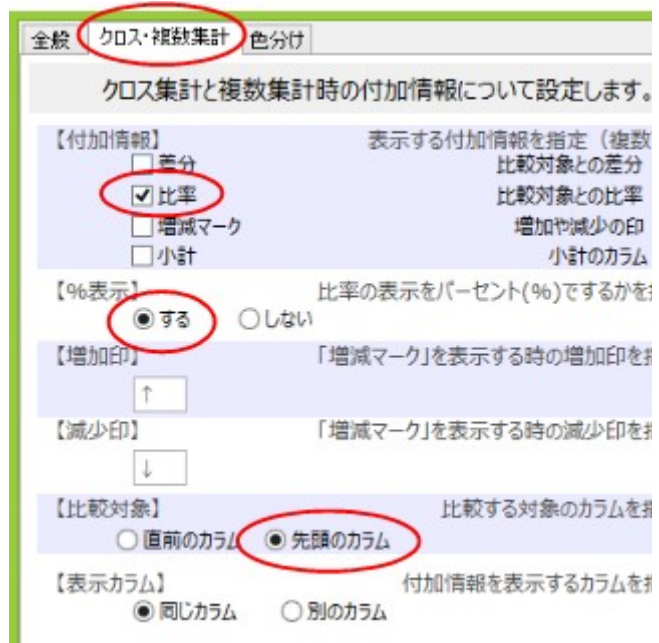 全般 クロス・複数集計 色分け
クロス集計と複数集計時の付加情報について設定します。
【付加情報】 表示する付加情報を指定（複数
差分 比較対象との差分
比率 比較対象との比率
増減マーク 増加や減少の印
小計 小計のカラム
【%表示】 比率の表示をパーセント(%)でするかを指
する しない
【増加印】 「増減マーク」を表示する時の増加印を指
↑
【減少印】 「増減マーク」を表示する時の減少印を指
↓
【比較対象】 比較する対象のカラムを指
直前のカラム 先頭のカラム
【表示カラム】 付加情報を表示するカラムを指
同じカラム 別のカラム